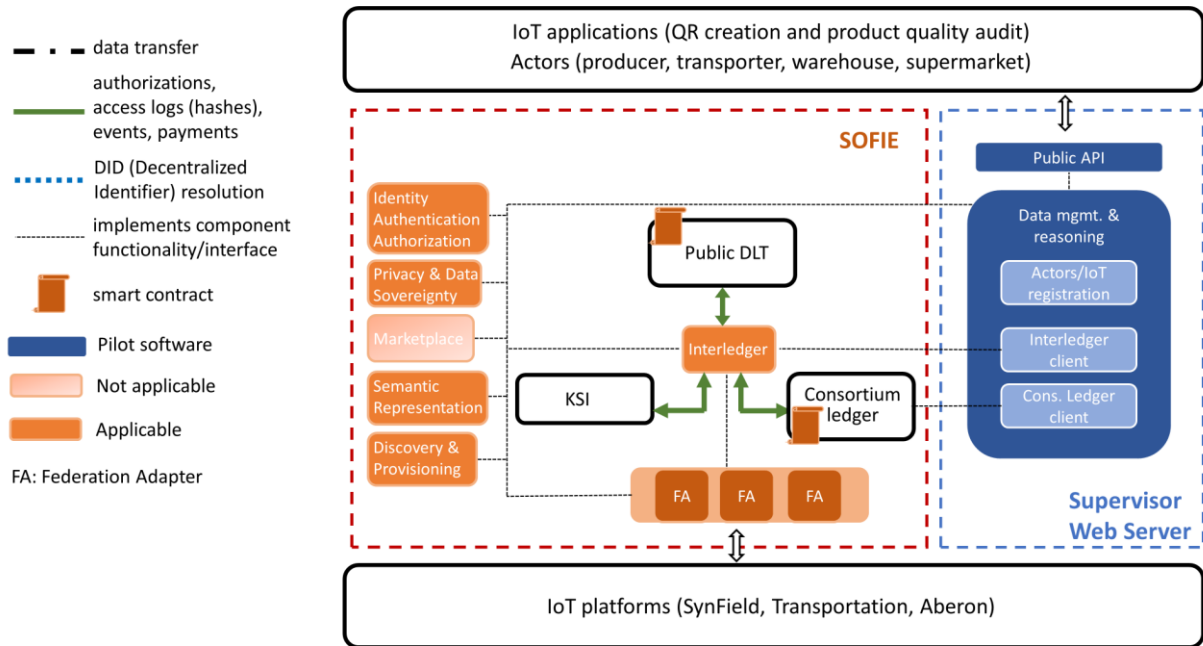 data transfer
authorizations,
access logs (hashes),
events, payments
DID (Decentralized
Identifier) resolution
implements component
functionality/interface
smart contract
Pilot software
Not applicable
Applicable
FA: Federation Adapter
IoT applications (QR creation and product quality audit)
Actors (producer, transporter, warehouse, supermarket)
SOFIE
Identity
Authentication
Authorization
Privacy & Data
Sovereignty
Marketplace
Semantic
Representation
Discovery &
Provisioning
Public DLT
Interledger
KSI
Consortium
ledger
FA
FA
FA
Public API
Data mgmt. &
reasoning
Actors/IoT
registration
Interledger
client
Cons. Ledger
client
Supervisor
Web Server
IoT platforms (SynField, Transportation, Aberon)